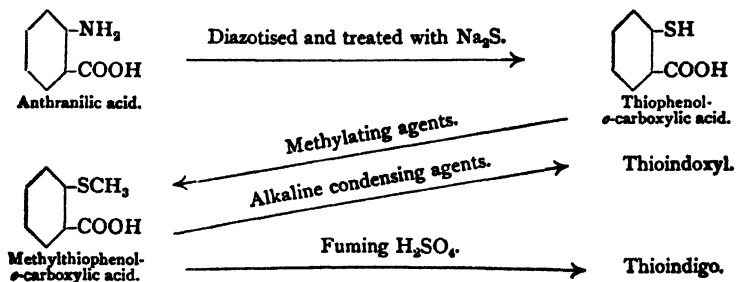 -NH₂
-COOH
Anthranilic acid.
Diazotised and treated with Na₂S.
-SH
-COOH
Thiophenol-
o-carboxylic acid.
Methylating agents.
-SCH₃
-COOH
Methylthiophenol-
o-carboxylic acid.
Alkaline condensing agents.
Thioindoxyl.
Fuming H₂SO₄.
Thioindigo.